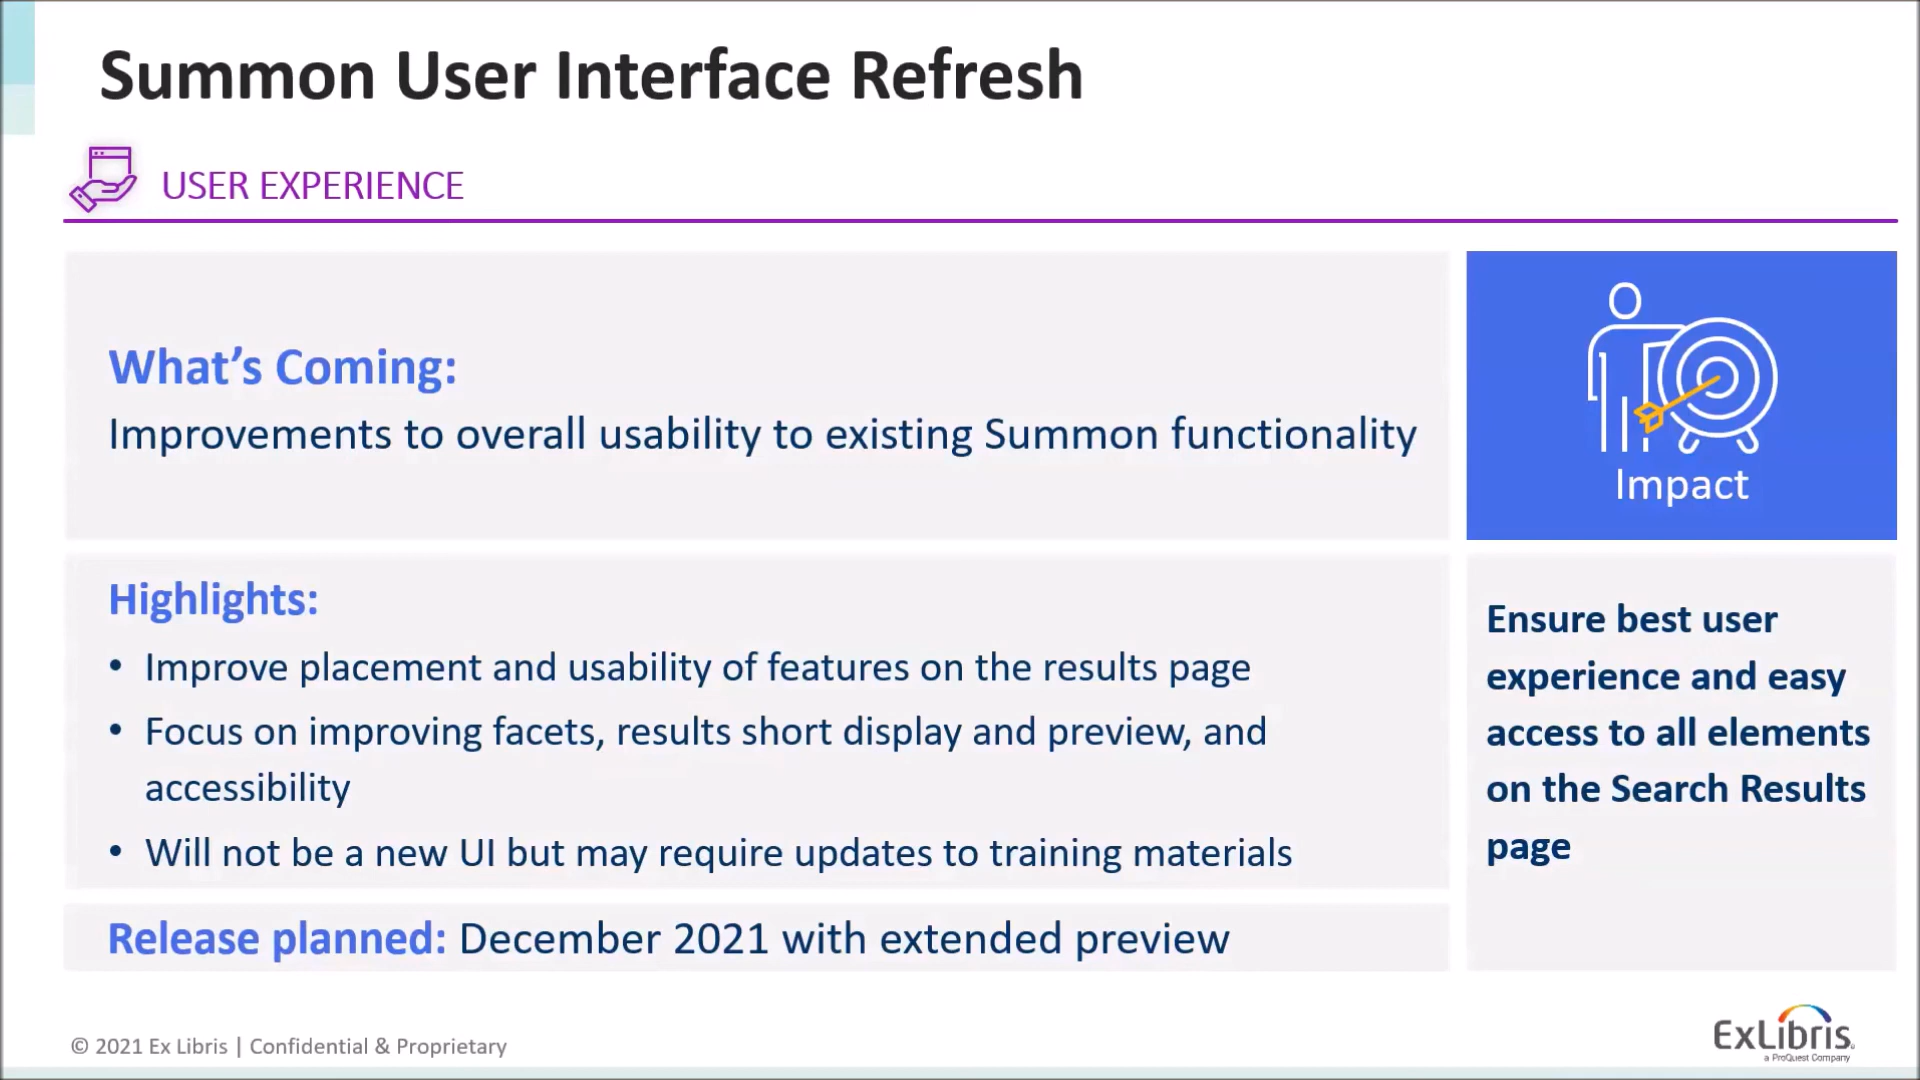 Summon User Interface Refresh
USER EXPERIENCE
What’s Coming:
Improvements to overall usability to existing Summon functionality
Impact
Highlights:
• Improve placement and usability of features on the results page
• Focus on improving facets, results short display and preview, and
accessibility
• Will not be a new UI but may require updates to training materials
Ensure best user
experience and easy
access to all elements
on the Search Results
page
Release planned: December 2021 with extended preview
© 2021 Ex Libris | Confidential & Proprietary
ExLibris
a ProQuest Company